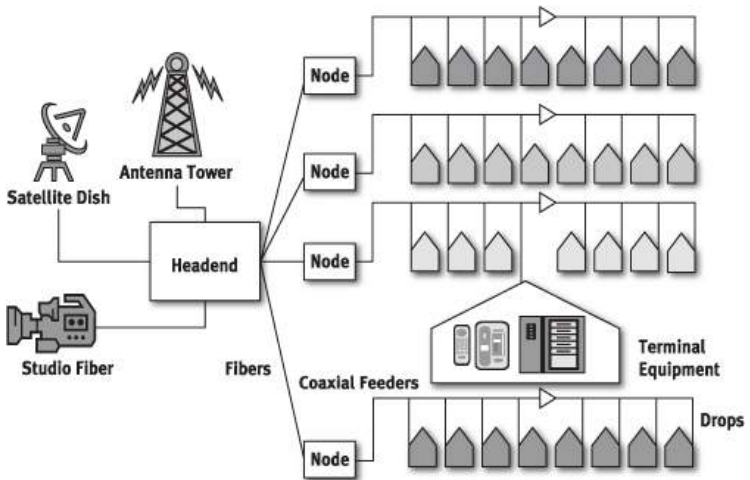 Node
Antenna Tower
Node
Satellite Dish
Headend
Node
Studio Fiber
Fibers
Coaxial Feeders
Terminal
Equipment
Drops
Node